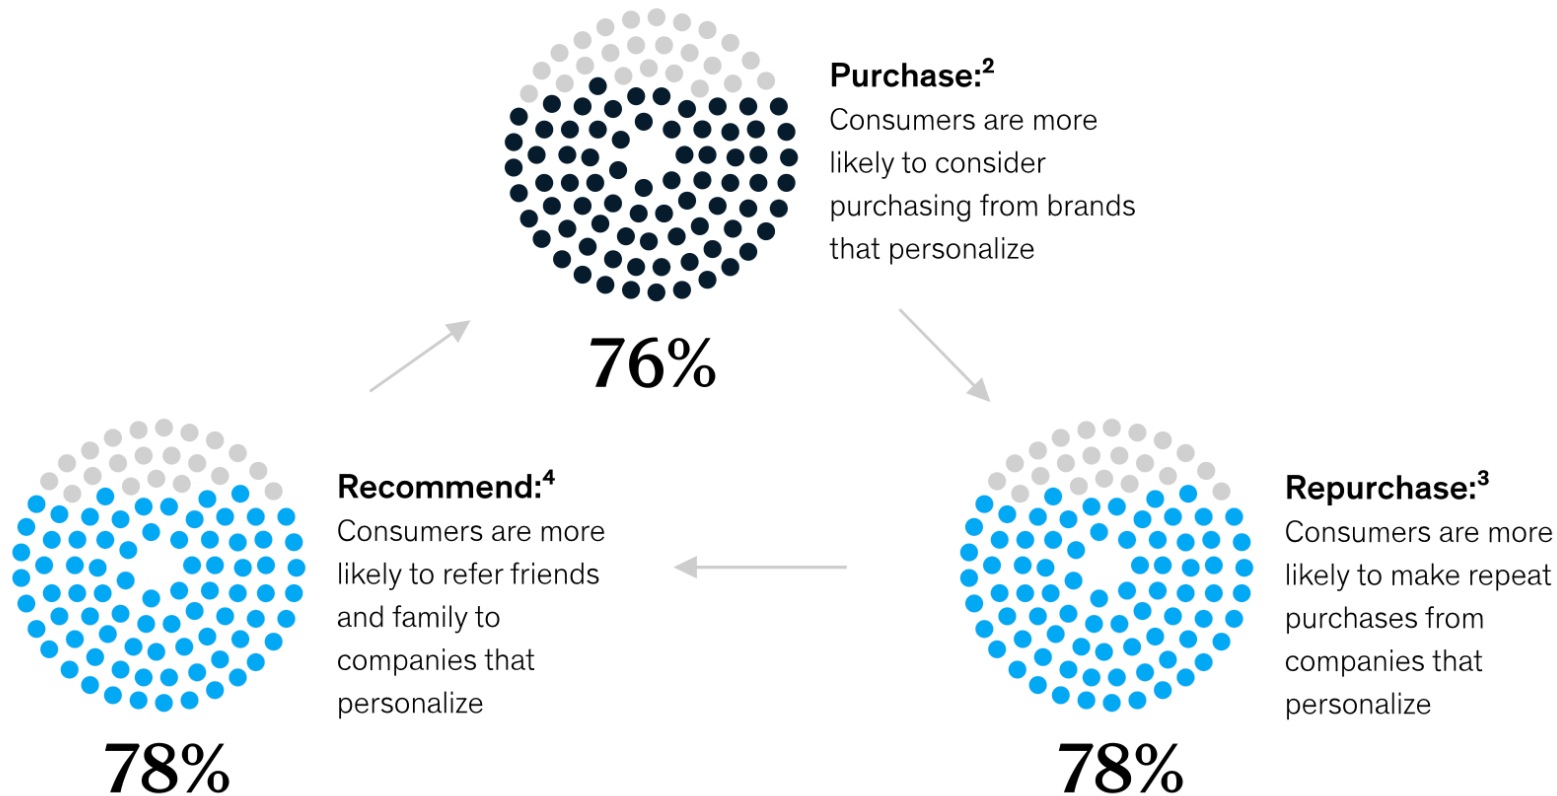 Purchase:²
Consumers are more
likely to consider
purchasing from brands
that personalize
76%
Recommend:⁴
Consumers are more
likely to refer friends
and family to
companies that
personalize
78%
Repurchase:³
Consumers are more
likely to make repeat
purchases from
companies that
personalize
78%